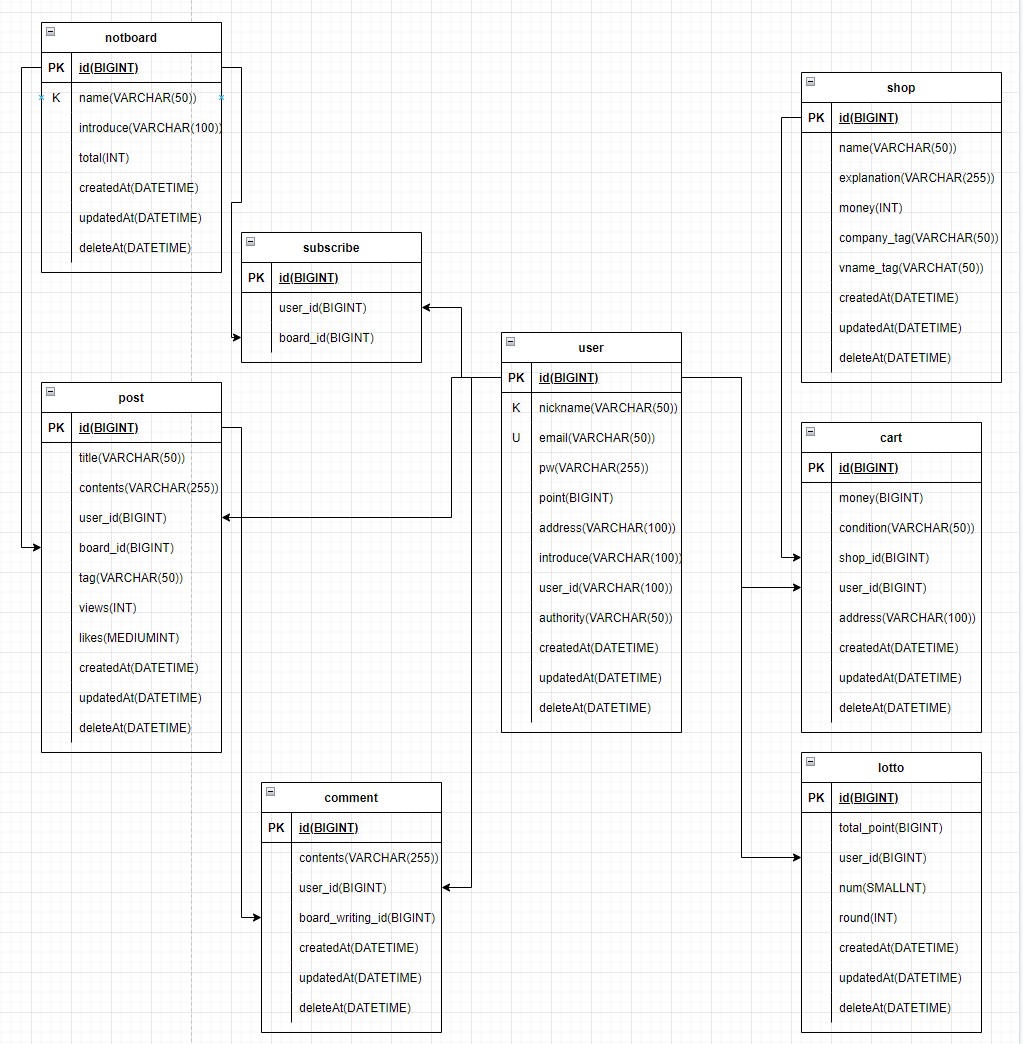 notboard
PK id(BIGINT)
K name(VARCHAR(50))
introduce(VARCHAR(100))
total(INT)
createdAt(DATETIME)
updatedAt(DATETIME)
deleteAt(DATETIME)
subscribe
PK id(BIGINT)
user_id(BIGINT)
board_id(BIGINT)
post
PK id(BIGINT)
title(VARCHAR(50))
contents(VARCHAR(255))
user_id(BIGINT)
board_id(BIGINT)
tag(VARCHAR(50))
views(INT)
likes(MEDIUMINT)
createdAt(DATETIME)
updatedAt(DATETIME)
deleteAt(DATETIME)
comment
PK id(BIGINT)
contents(VARCHAR(255))
user_id(BIGINT)
board_writing_id(BIGINT)
createdAt(DATETIME)
updatedAt(DATETIME)
deleteAt(DATETIME)
user
PK id(BIGINT)
K nickname(VARCHAR(50))
U email(VARCHAR(50))
pw(VARCHAR(255))
point(BIGINT)
address(VARCHAR(100))
introduce(VARCHAR(100))
user_id(VARCHAR(100))
authority(VARCHAR(50))
createdAt(DATETIME)
updatedAt(DATETIME)
deleteAt(DATETIME)
shop
PK id(BIGINT)
name(VARCHAR(50))
explanation(VARCHAR(255))
money(INT)
company_tag(VARCHAR(50))
vname_tag(VARCHAT(50))
createdAt(DATETIME)
updatedAt(DATETIME)
deleteAt(DATETIME)
cart
PK id(BIGINT)
money(BIGINT)
condition(VARCHAR(50))
shop_id(BIGINT)
user_id(BIGINT)
address(VARCHAR(100))
createdAt(DATETIME)
updatedAt(DATETIME)
deleteAt(DATETIME)
lotto
PK id(BIGINT)
total_point(BIGINT)
user_id(BIGINT)
num(SMALLNT)
round(INT)
createdAt(DATETIME)
updatedAt(DATETIME)
deleteAt(DATETIME)